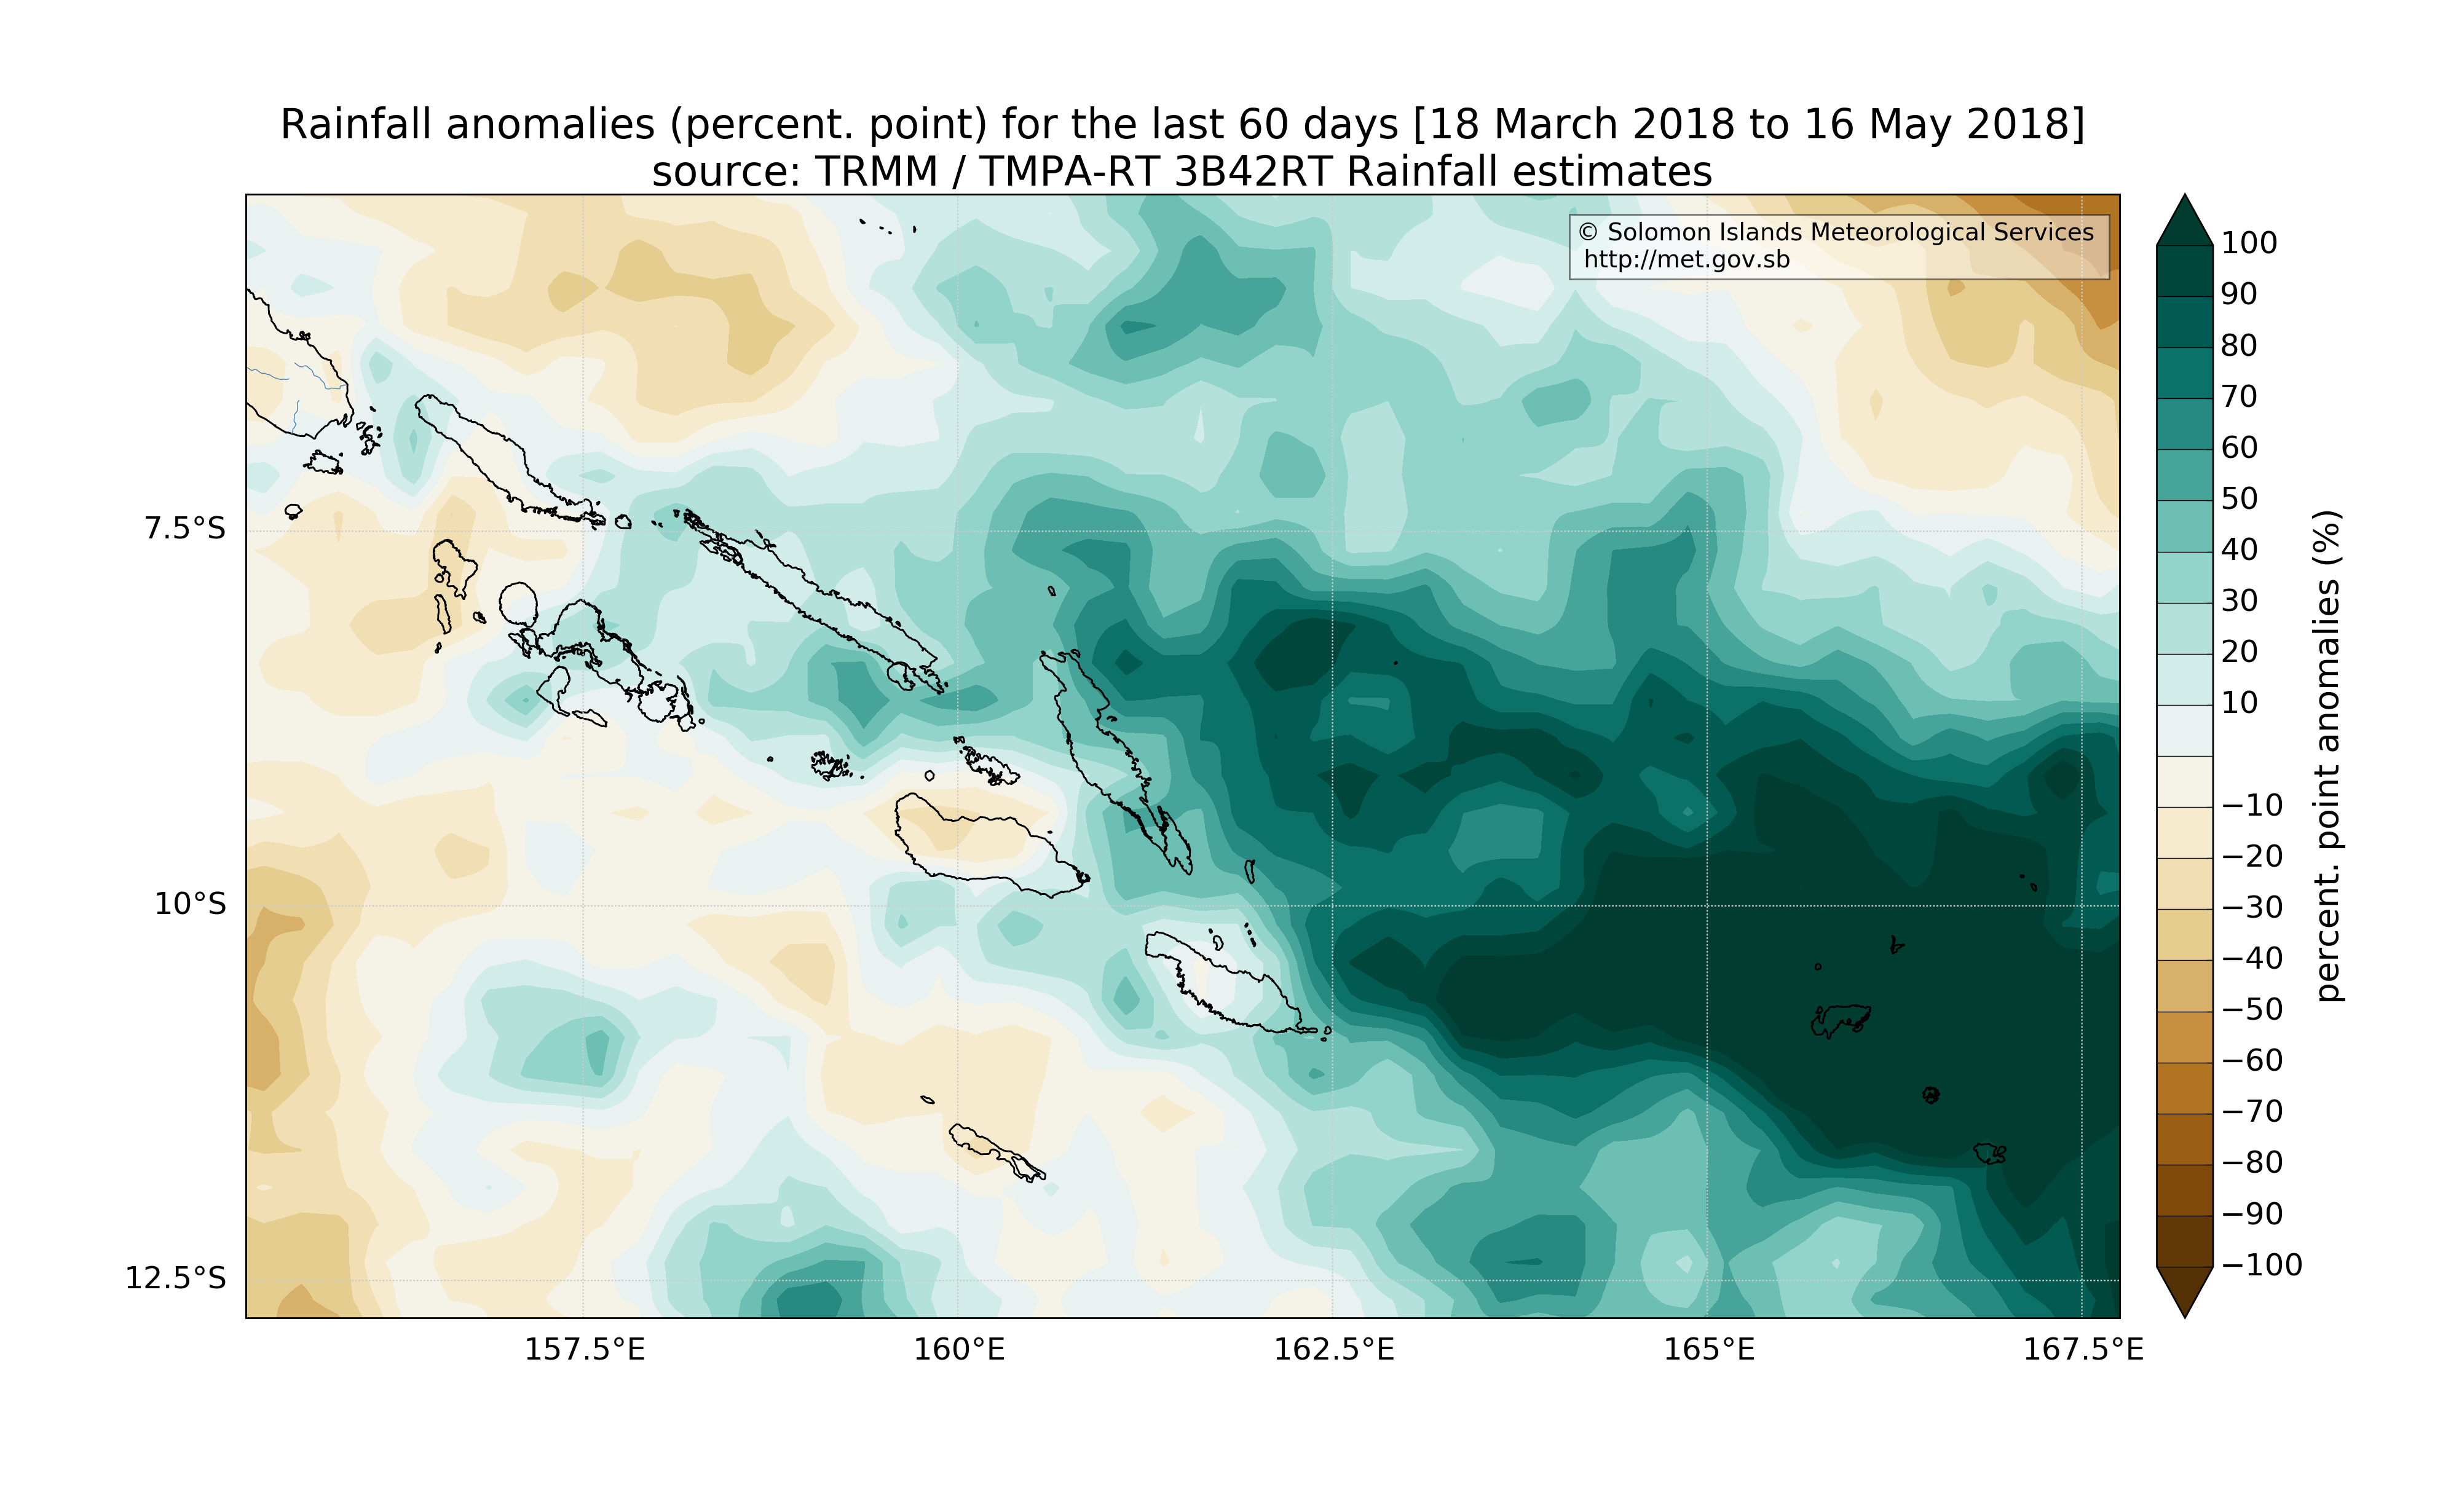 Rainfall anomalies (percent. point) for the last 60 days [18 March 2018 to 16 May 2018]
source: TRMM / TMPA-RT 3B42RT Rainfall estimates
© Solomon Islands Meteorological Services
http://met.gov.sb
7.5°S
10°S
12.5°S
157.5°E
160°E
162.5°E
165°E
167.5°E
100
90
80
70
60
50
40
30
20
10
−10
−20
−30
−40
−50
−60
−70
−80
−90
−100
percent. point anomalies (%)